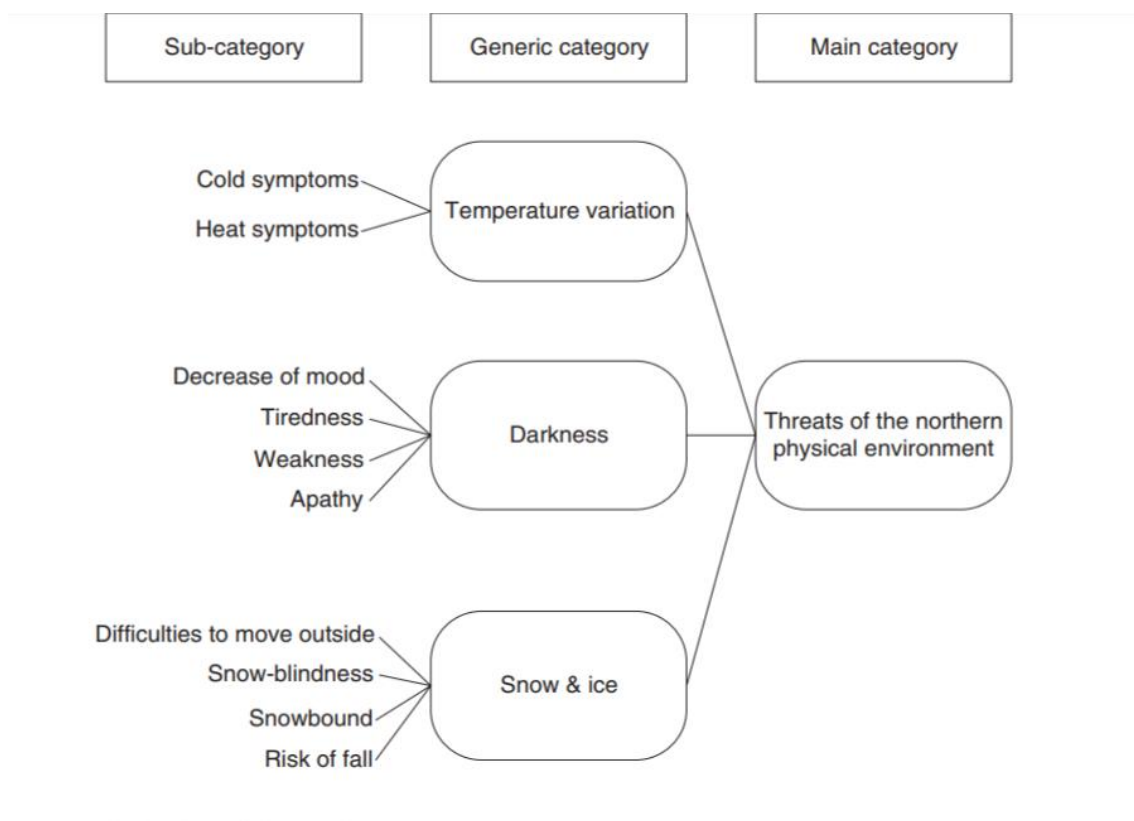 Sub-category
Generic category
Main category
Cold symptoms
Heat symptoms
Temperature variation
Decrease of mood
Tiredness
Weakness
Apathy
Darkness
Threats of the northern
physical environment
Difficulties to move outside
Snow-blindness
Snowbound
Risk of fall
Snow & ice